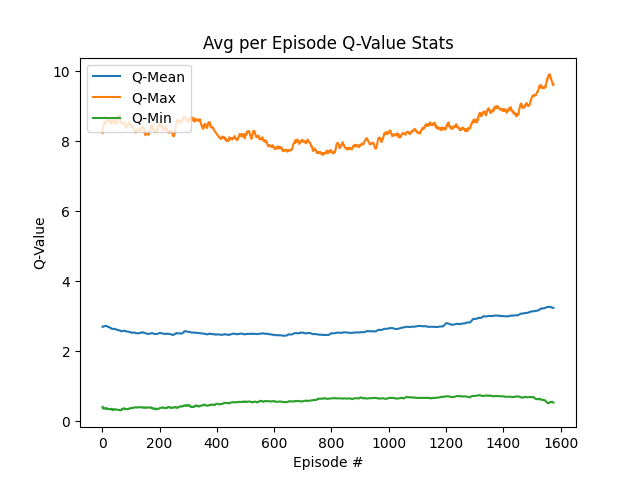 Avg per Episode Q-Value Stats
Q-Mean
Q-Max
Q-Min
10
8
6
4
2
0
Q-Value
0 200 400 600 800 1000 1200 1400 1600
Episode #